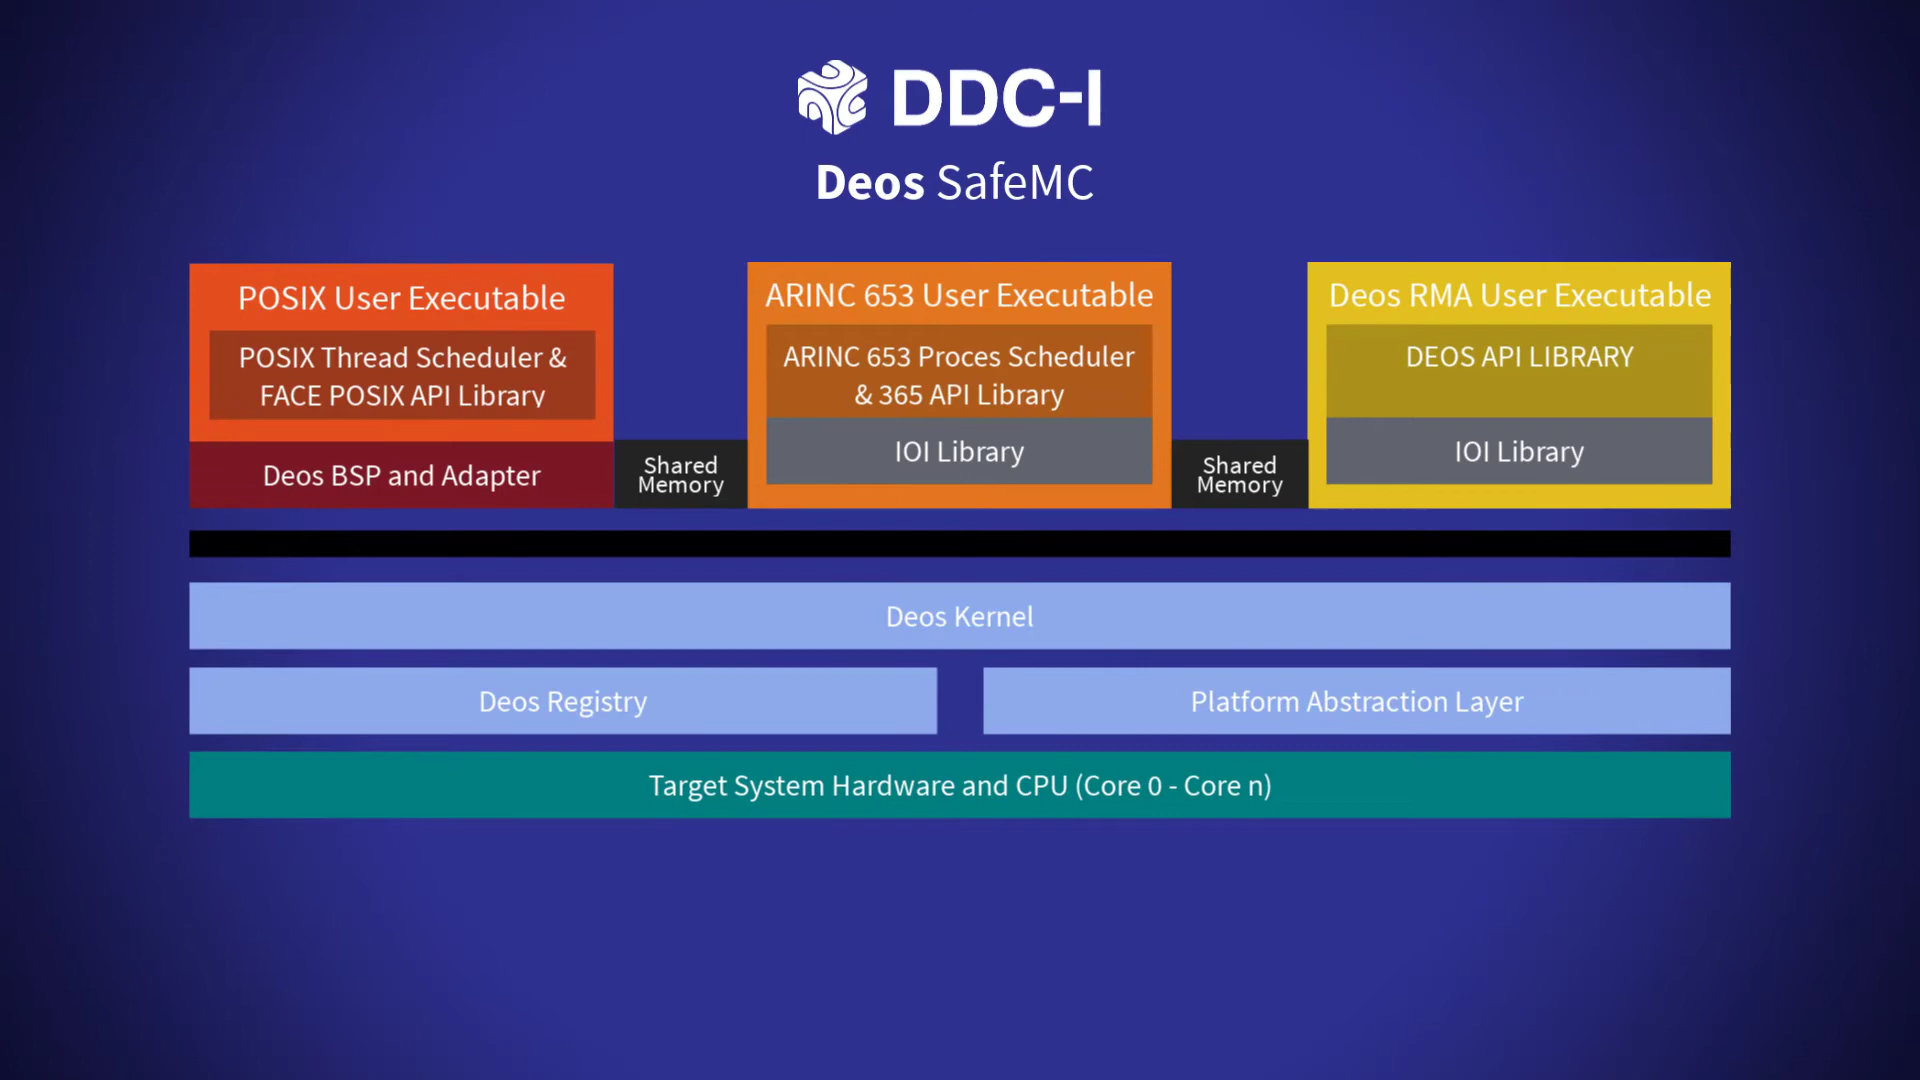 DDC-I
Deos SafeMC
POSIX User Executable
POSIX Thread Scheduler &
FACE POSIX API Library
Deos BSP and Adapter
Shared
Memory
ARINC 653 User Executable
ARINC 653 Proces Scheduler
& 365 API Library
IOI Library
Shared
Memory
Deos RMA User Executable
DEOS API LIBRARY
IOI Library
Deos Kernel
Deos Registry
Platform Abstraction Layer
Target System Hardware and CPU (Core 0 - Core n)